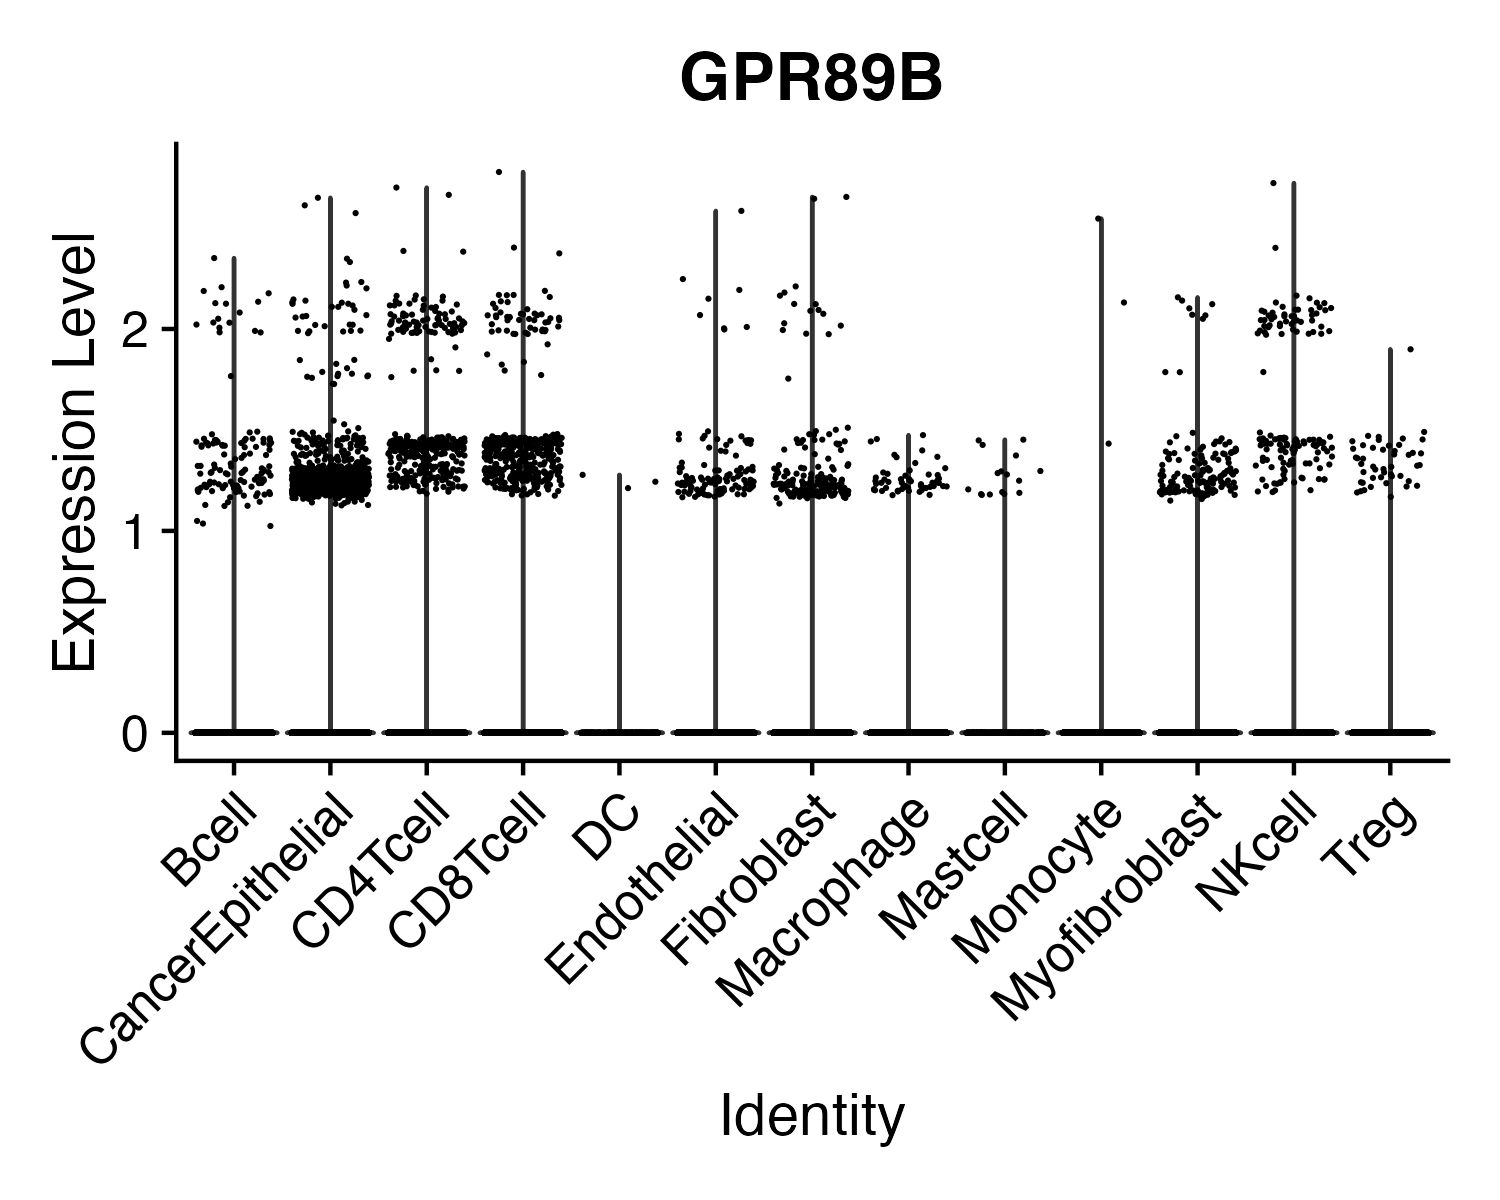 GPR89B
Expression Level
2
1
0
Bcell
CancerEpithelial
CD4Tcell
CD8Tcell
DC
Endothelial
Fibroblast
Macrophage
Mastcell
Monocyte
Myofibroblast
NKcell
Treg
Identity